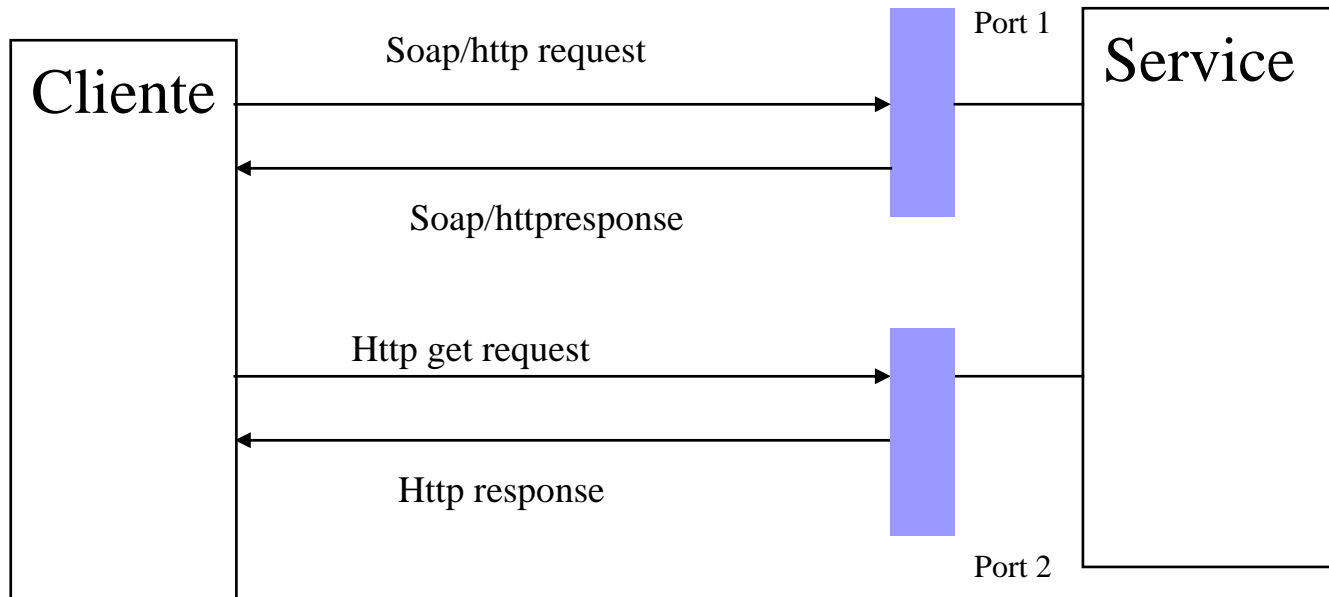 Cliente
Soap/http request
Port 1
Service
Soap/httpresponse
Http get request
Http response
Port 2